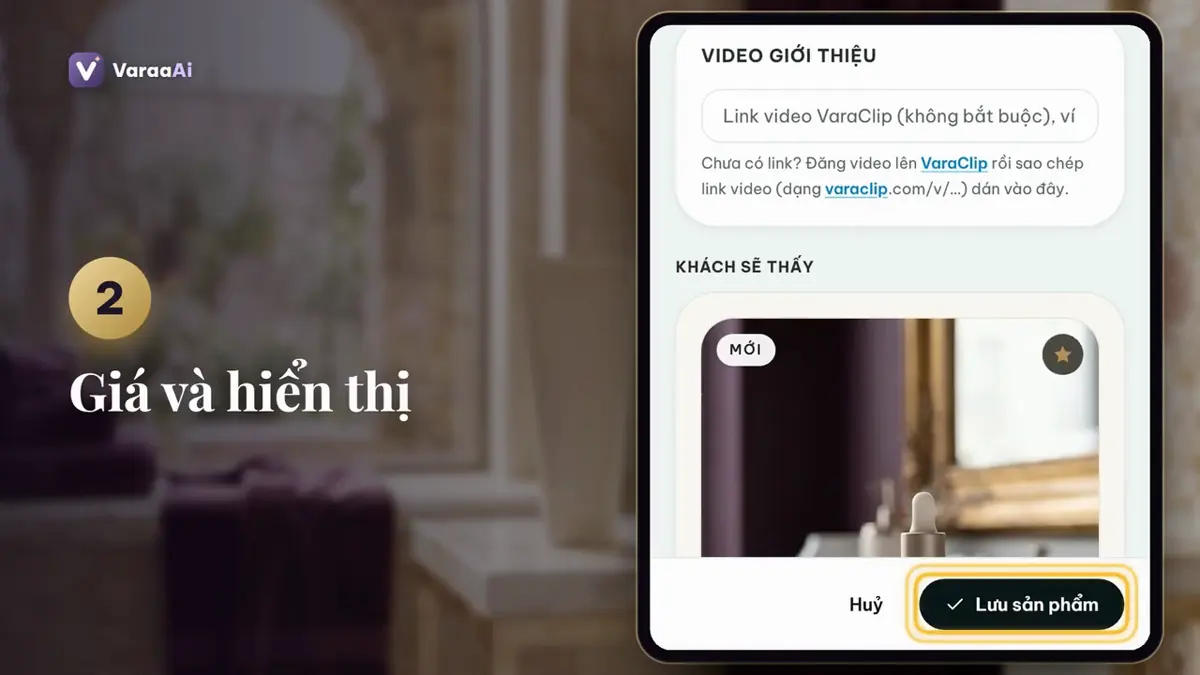 VaraaAi
2
Giá và hiển thị
VIDEO GIỚI THIỆU
Link video VaraClip (không bắt buộc), ví
Chưa có link? Đăng video lên VaraClip rồi sao chép
link video (dạng varaclip.com/v/...) dán vào đây.
KHÁCH SẼ THẤY
MỚI
Huỷ
Lưu sản phẩm